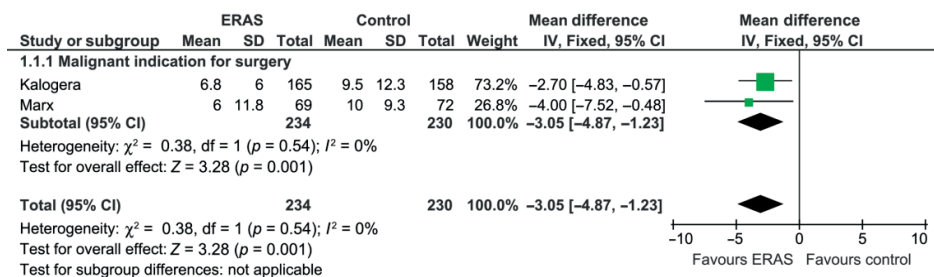 ERAS Control Mean difference Mean difference
Study or subgroup Mean SD Total Mean SD Total Weight IV, Fixed, 95% CI IV, Fixed, 95% CI
1.1.1 Malignant indication for surgery
Kalogera 6.8 6 165 9.5 12.3 158 73.2% −2.70 [−4.83, −0.57]
Marx 6 11.8 69 10 9.3 72 26.8% −4.00 [−7.52, −0.48]
Subtotal (95% CI) 234 230 100.0% −3.05 [−4.87, −1.23]
Heterogeneity: χ² = 0.38, df = 1 (p = 0.54); I² = 0%
Test for overall effect: Z = 3.28 (p = 0.001)
Total (95% CI) 234 230 100.0% −3.05 [−4.87, −1.23]
Heterogeneity: χ² = 0.38, df = 1 (p = 0.54); I² = 0%
Test for overall effect: Z = 3.28 (p = 0.001)
Test for subgroup differences: not applicable
−10 −5 0 5 10
Favours ERAS Favours control